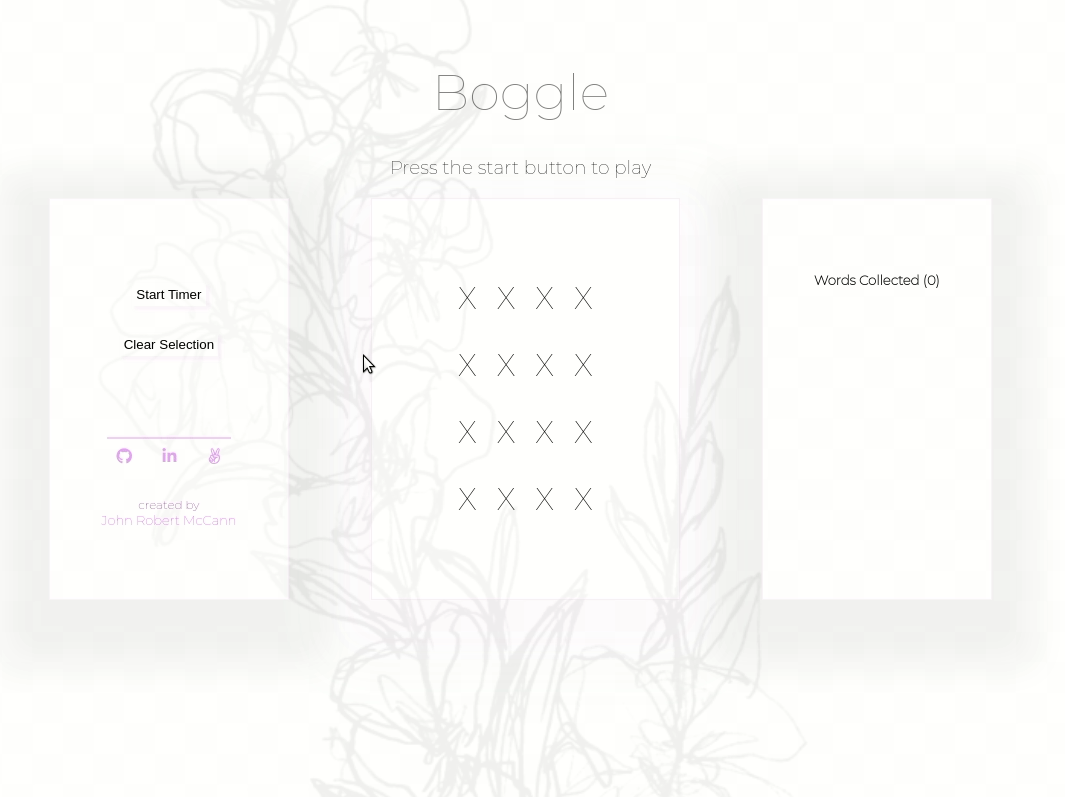 Boggle
Press the start button to play
Start Timer
Clear Selection
created by
John Robert McCann
X X X X
X X X X
X X X X
X X X X
Words Collected (0)